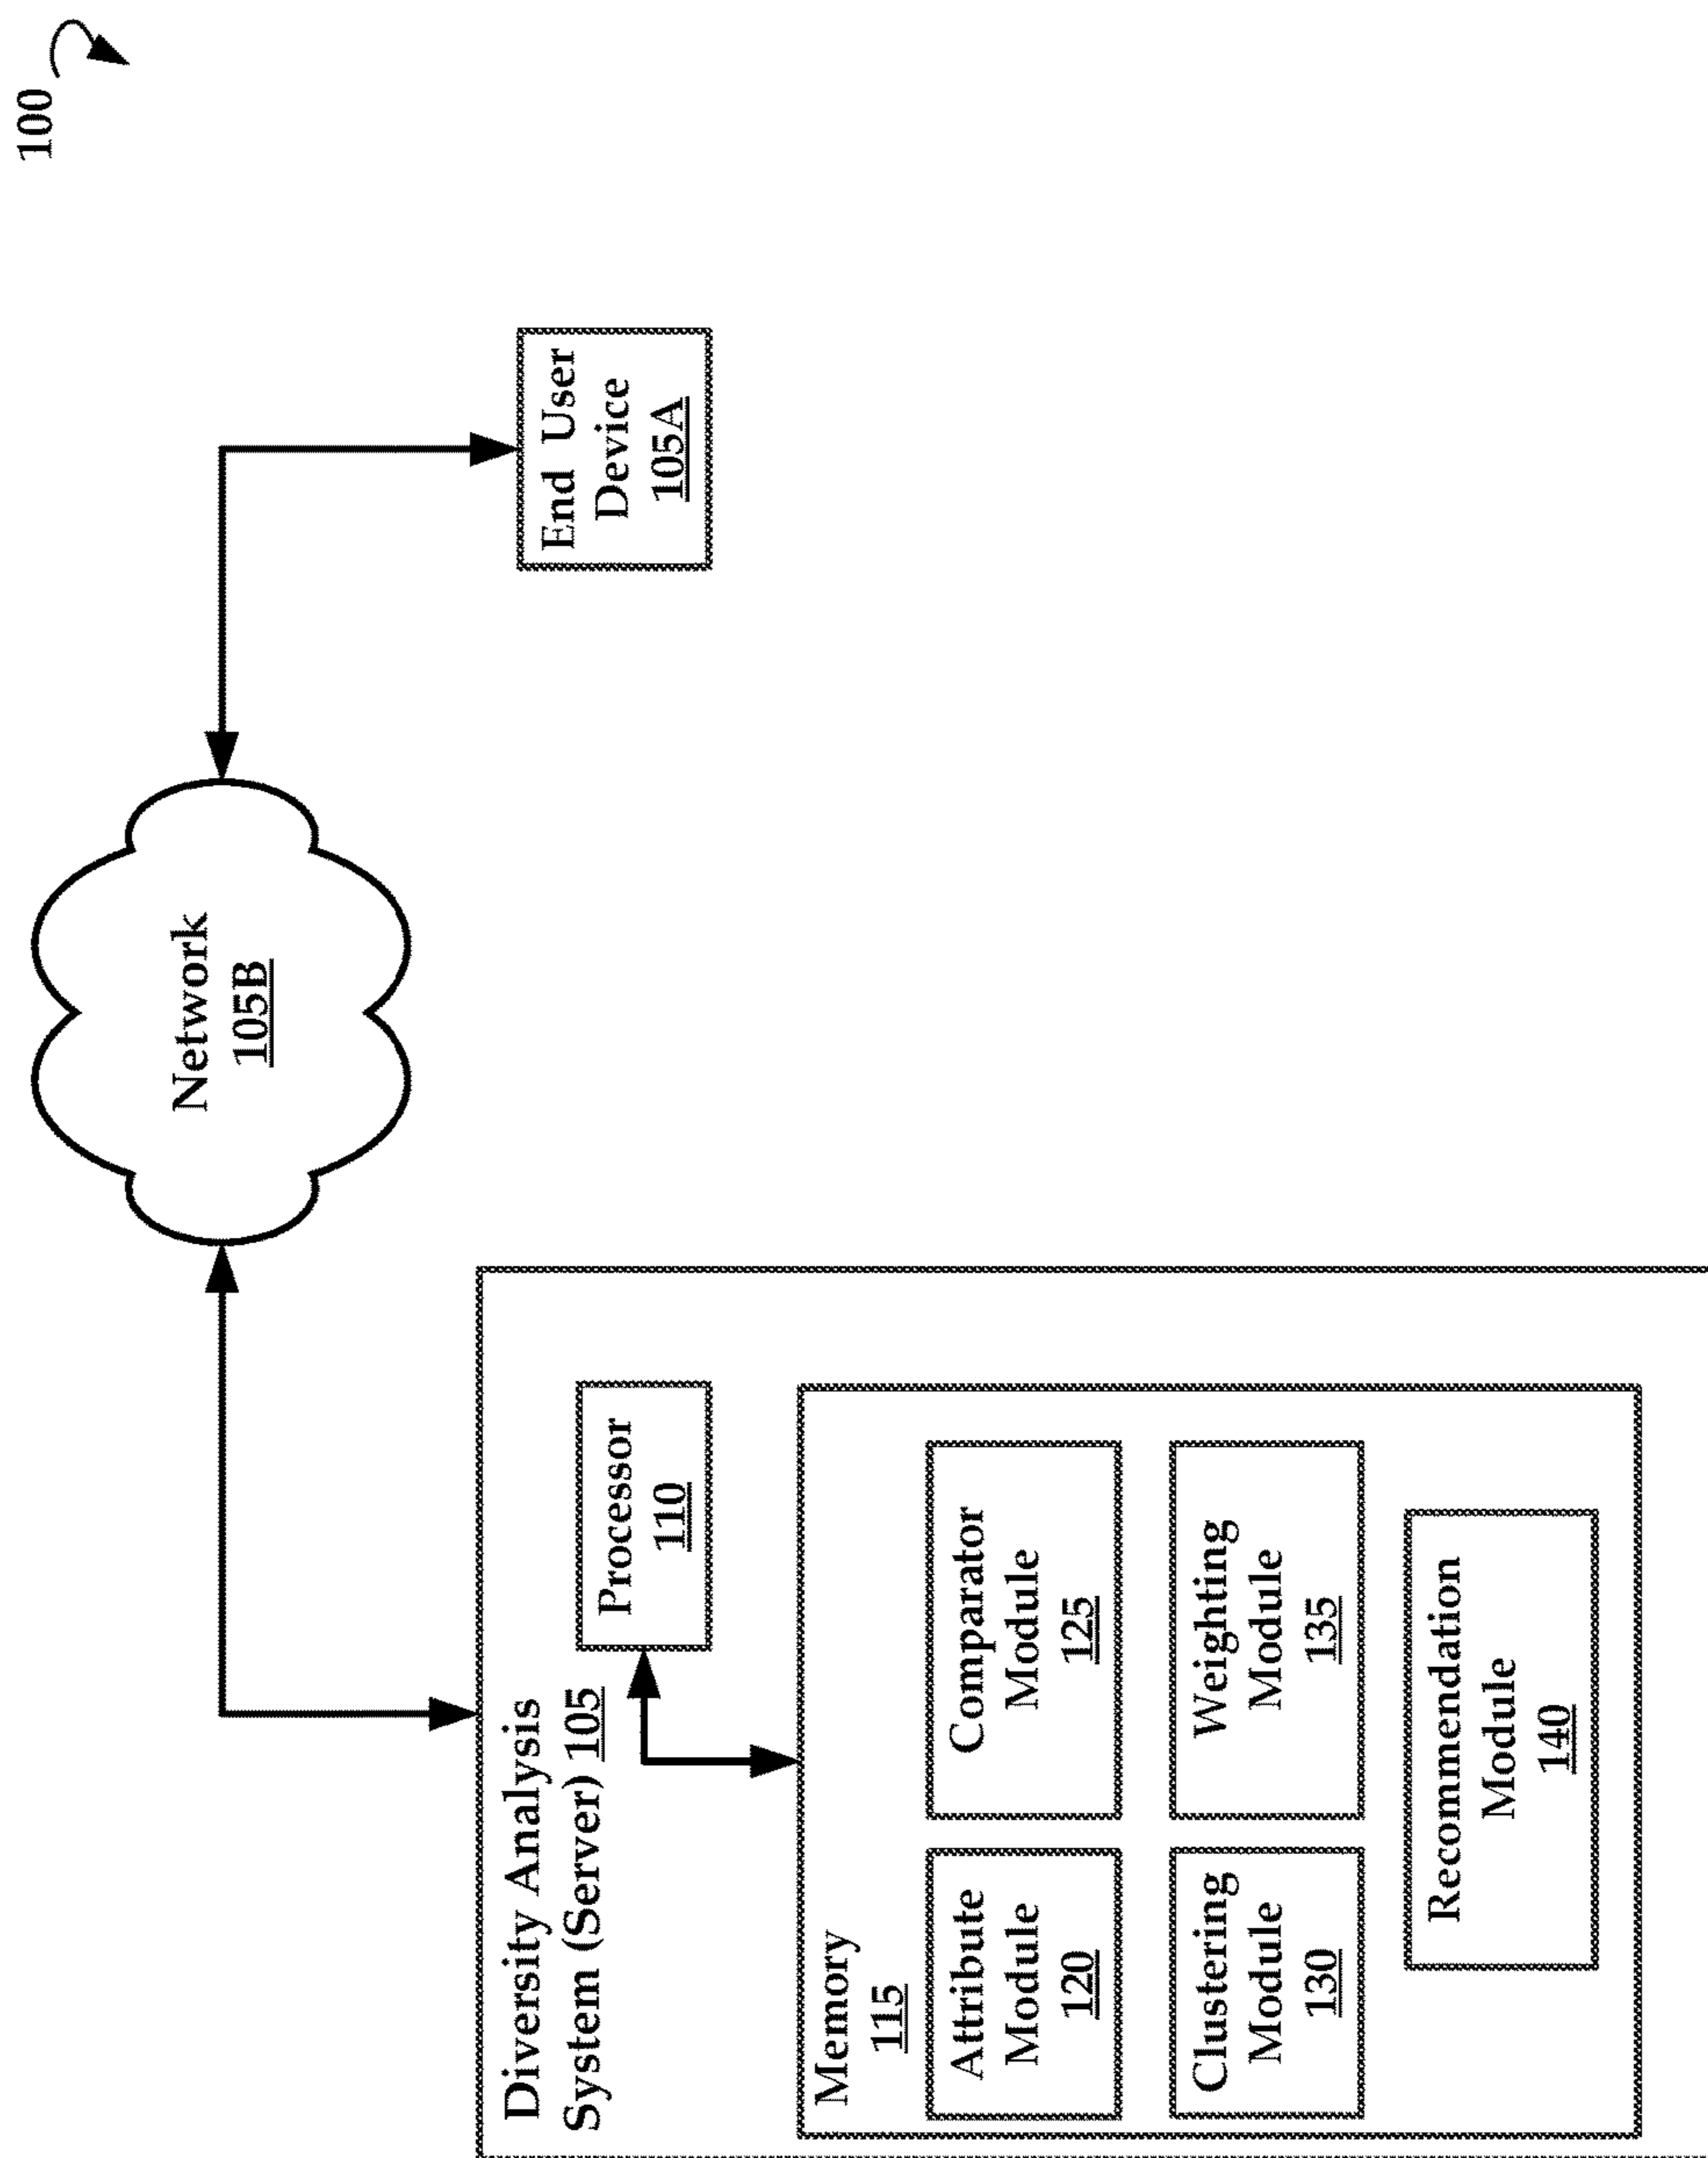 100
Network
105B
Diversity Analysis
System (Server) 105
Processor
110
End User
Device
105A
Memory
115
Attribute
Module
120
Comparator
Module
125
Clustering
Module
130
Weighting
Module
135
Recommendation
Module
140